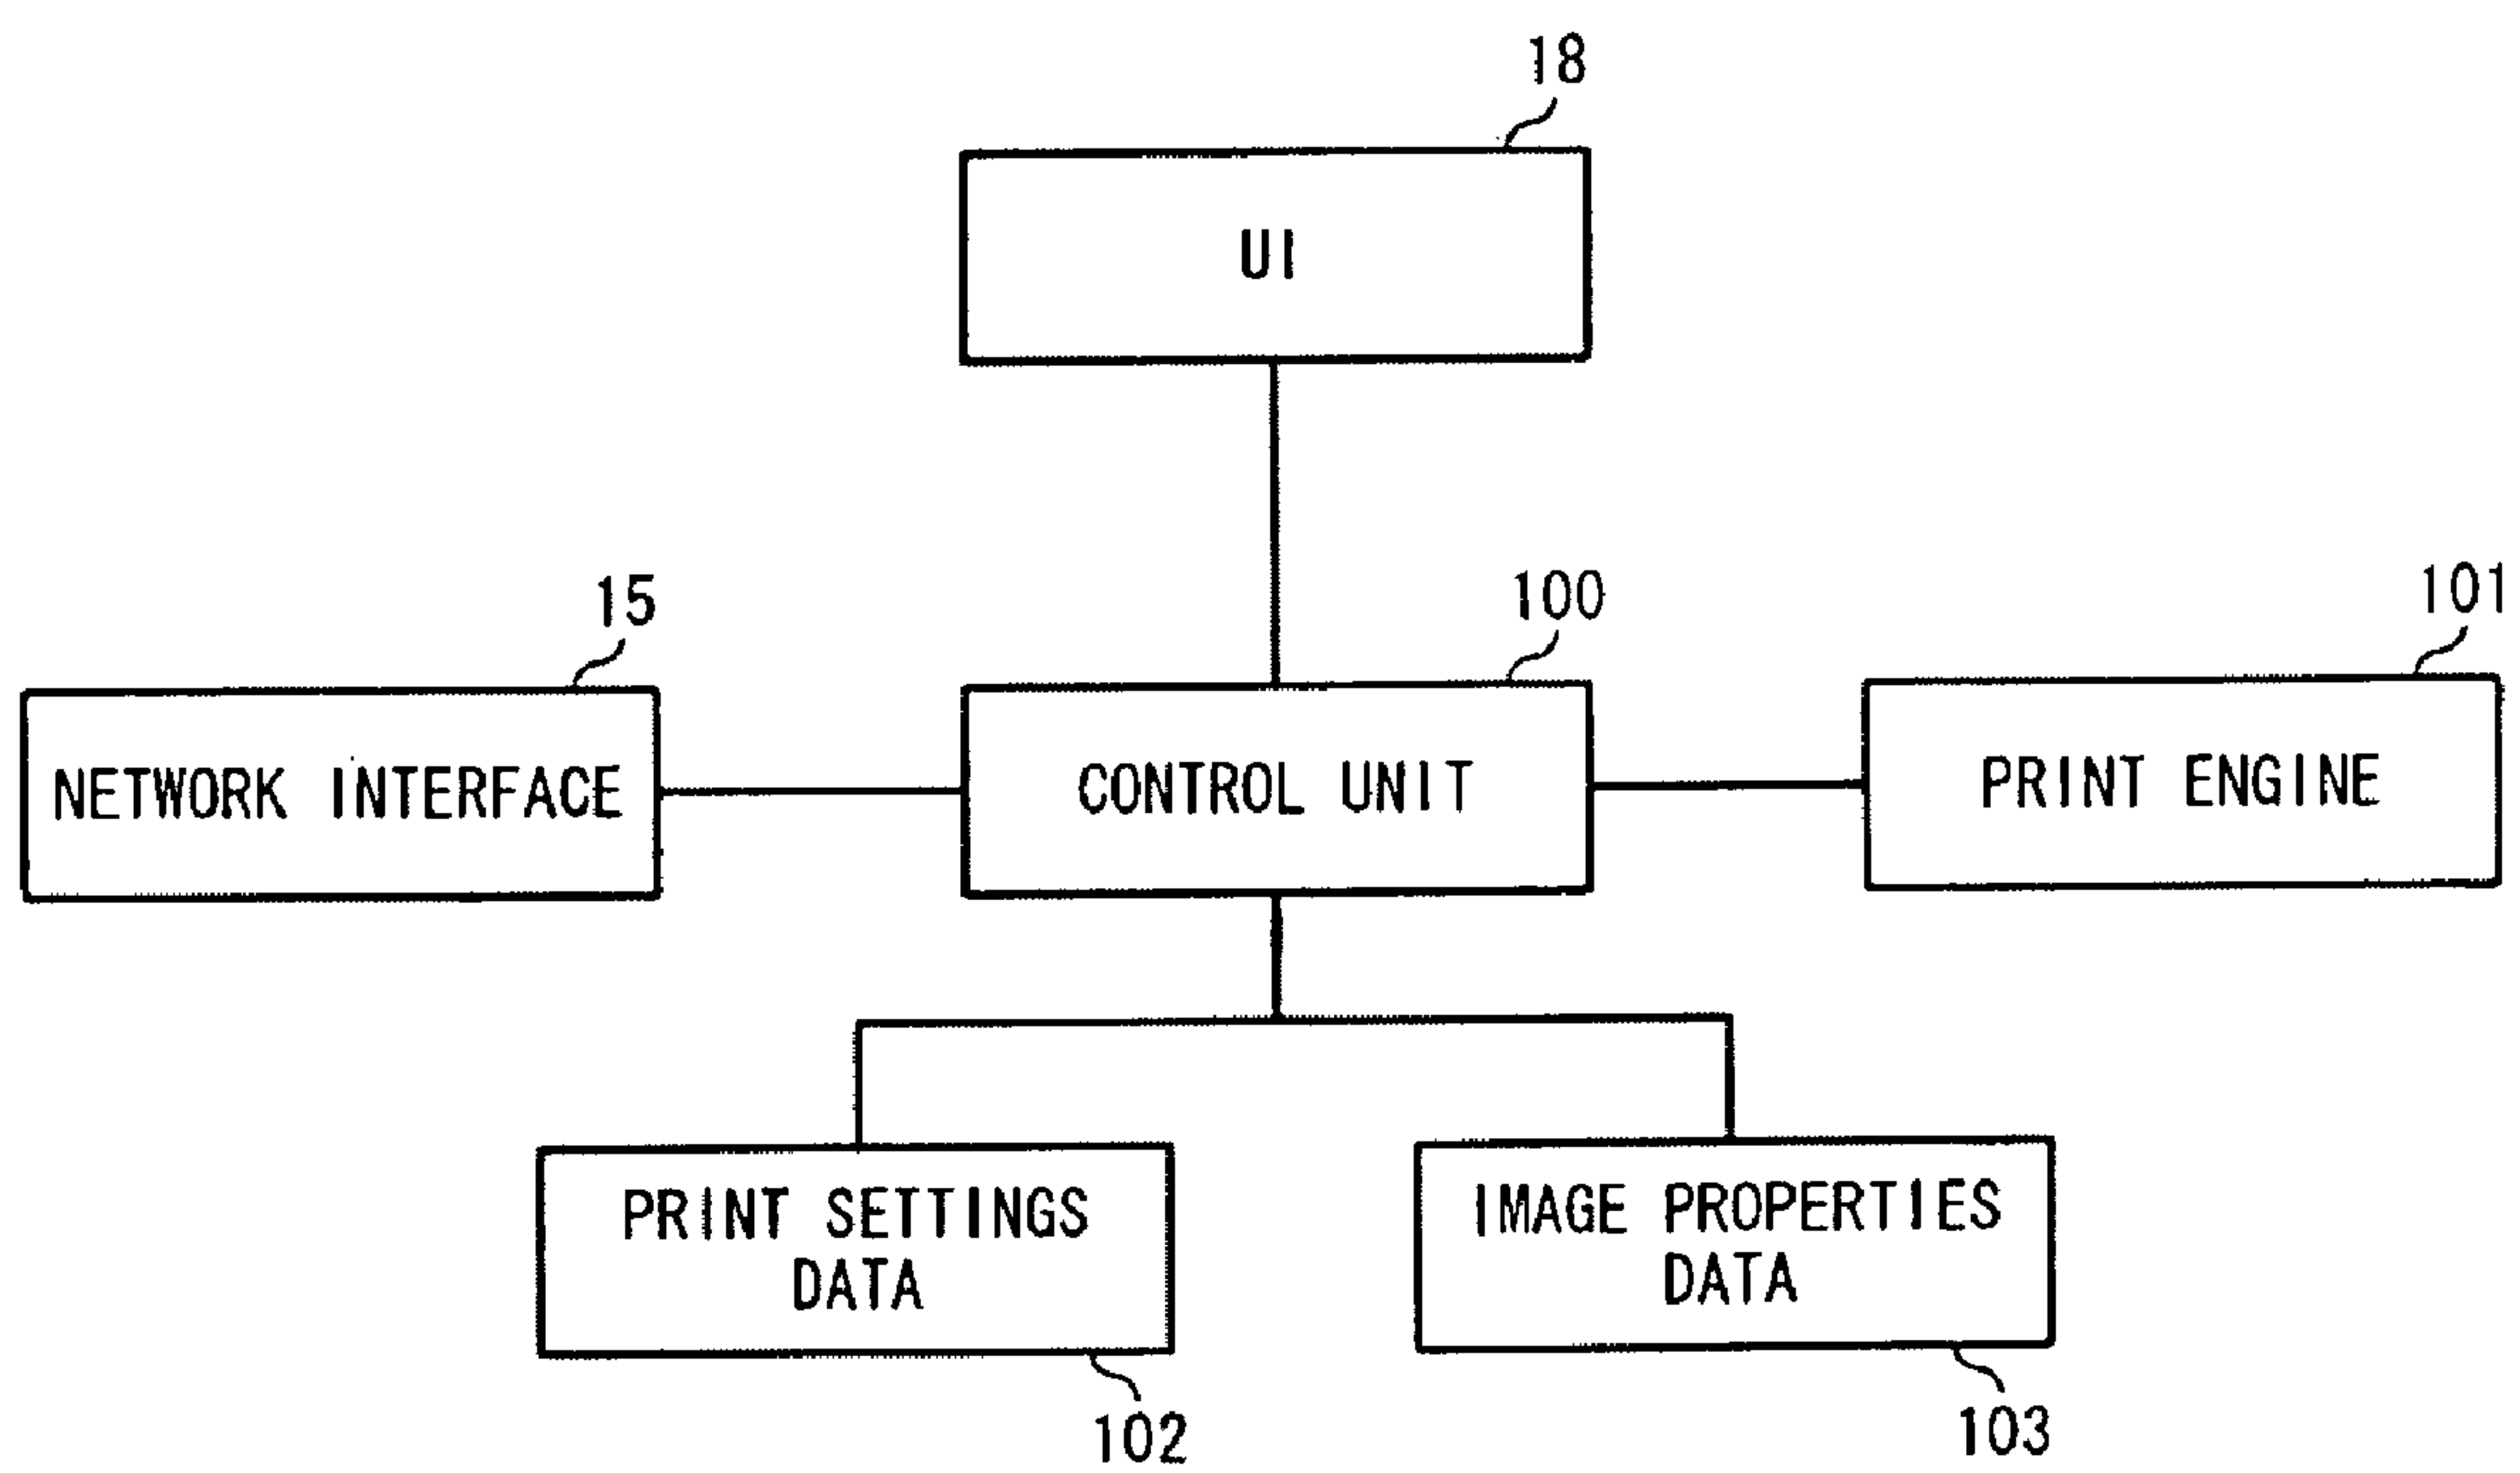 18
UI
15
100
101
NETWORK INTERFACE
CONTROL UNIT
PRINT ENGINE
PRINT SETTINGS
DATA
IMAGE PROPERTIES
DATA
102
103